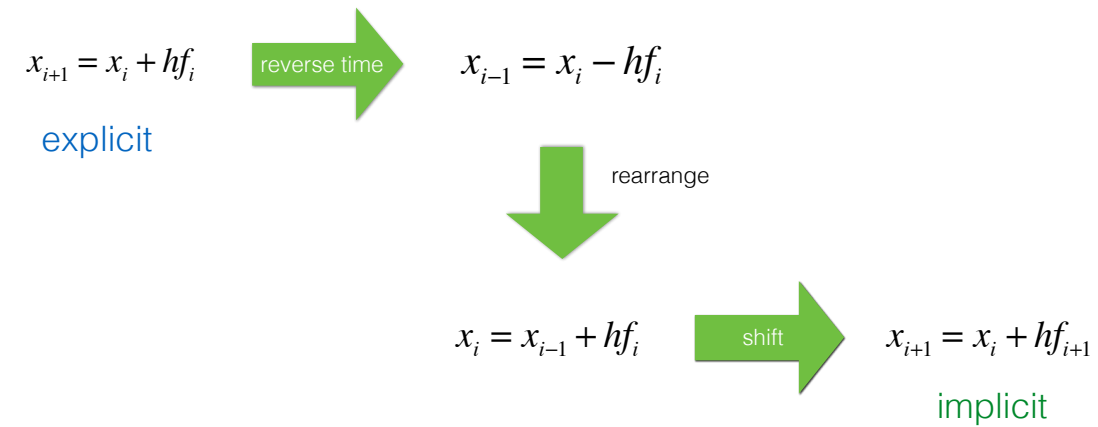 x_{i+1} = x_i + hf_i
reverse time
x_{i-1} = x_i − hf_i
explicit
rearrange
x_i = x_{i-1} + hf_i
shift
x_{i+1} = x_i + hf_{i+1}
implicit